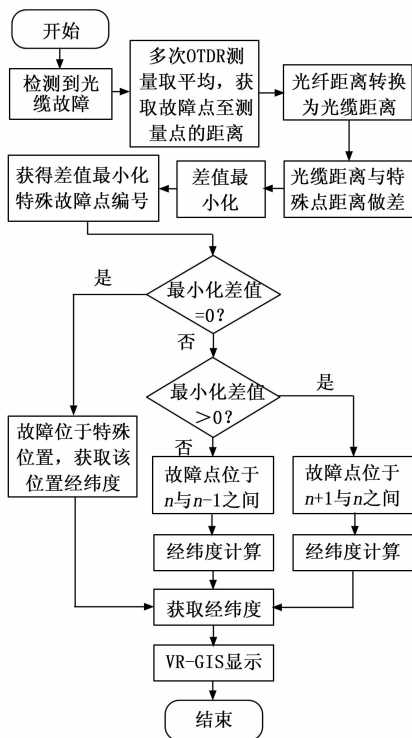 开始
检测到光
缆故障
多次OTDR测
量取平均，获
取故障点至测
量点的距离
光纤距离转换
为光缆距离
光缆距离与特
殊点距离做差
差值最
小化
获得差值最小化
特殊故障点编号
最小化差值
=0?
是
否
最小化差值
>0?
是
否
故障位于特殊
位置，获取该
位置经纬度
故障点位于
n与n-1之间
故障点位于
n+1与n之间
经纬度计算
经纬度计算
获取经纬度
VR-GIS显示
结束